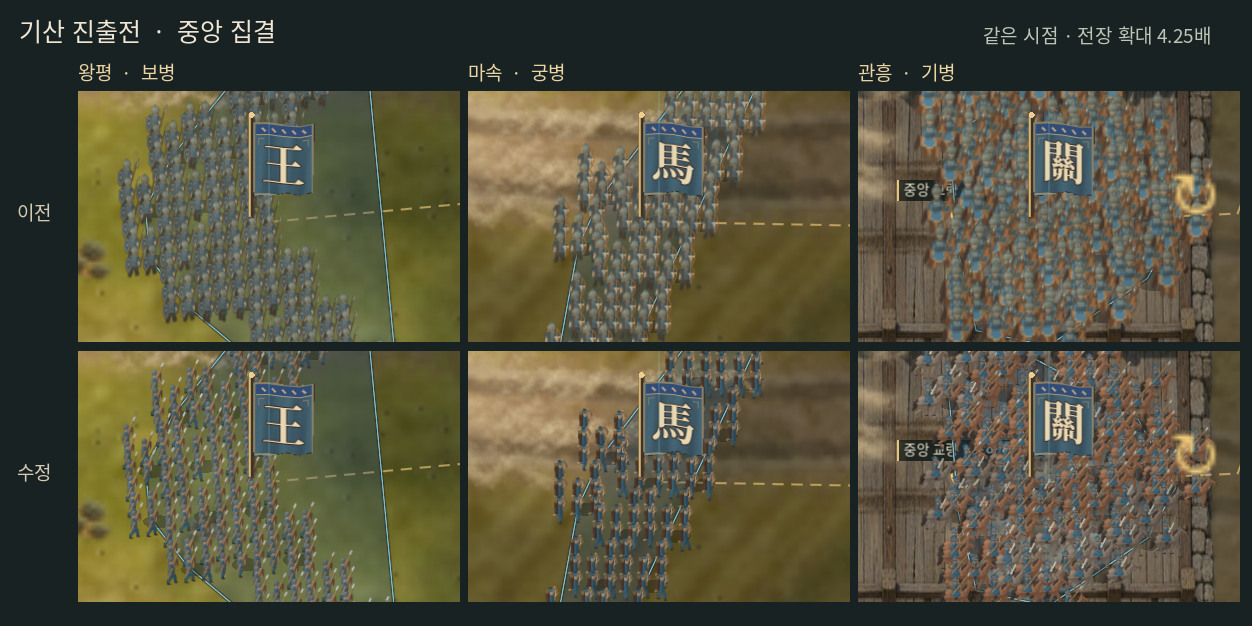 기산 진출전 · 중앙 집결
같은 시점 · 전장 확대 4.25배
왕평 · 보병
마속 · 궁병
관흥 · 기병
이전
王
馬
關
중앙
수정
王
馬
關
중앙